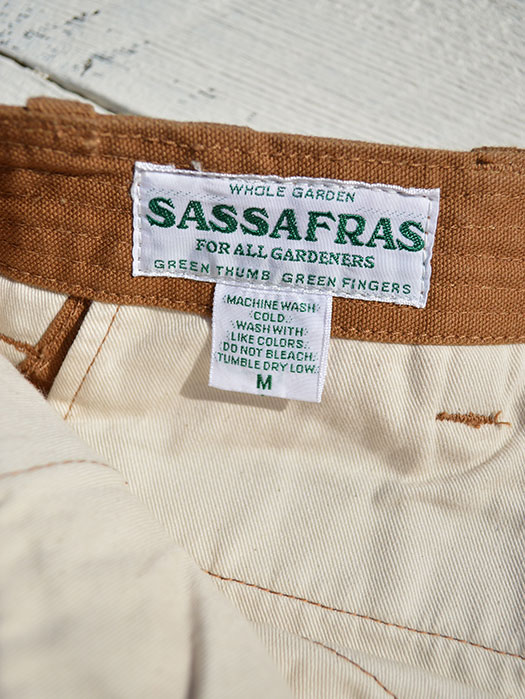 WHOLE GARDEN
SASSAFRAS
FOR ALL GARDENERS
GREEN THUMB GREEN FINGERS
MACHINE WASH
COLD.
WASH WITH
LIKE COLORS.
DO NOT BLEACH.
TUMBLE DRY LOW.
M